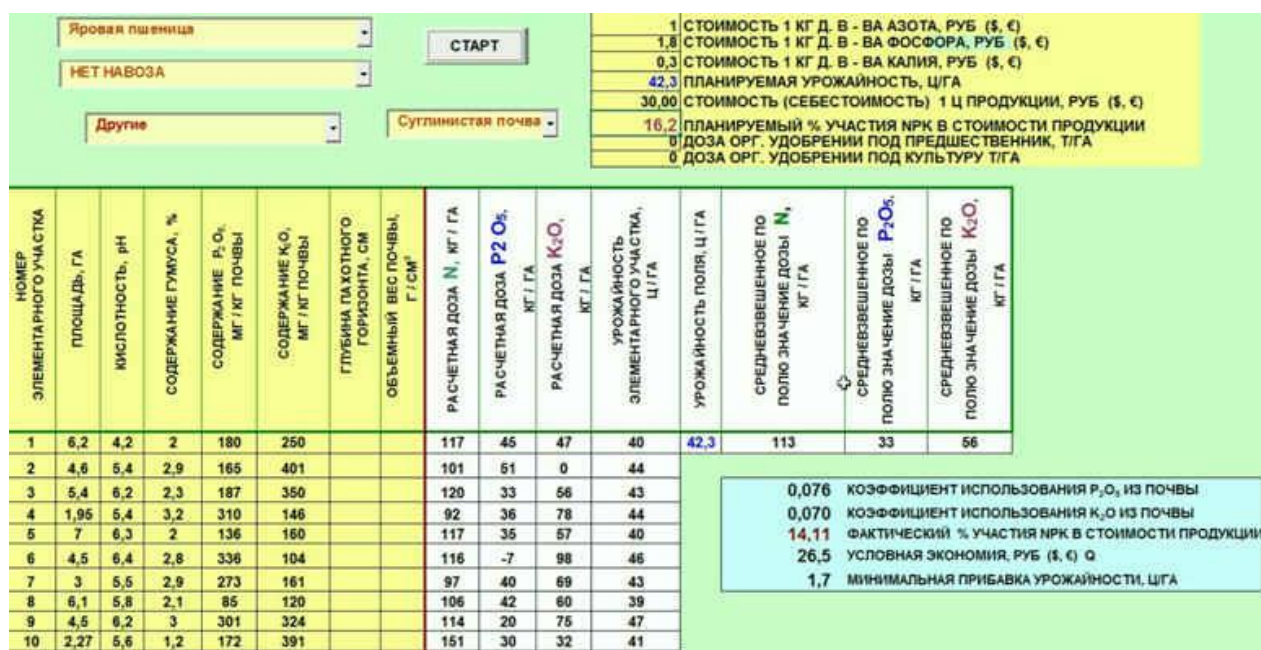 Яровая пшеница
НЕТ НАВОЗА
Другие
Суглинистая почва
СТАРТ
1 СТОИМОСТЬ 1 КГ Д. В - ВА АЗОТА, РУБ ($, €)
1,8 СТОИМОСТЬ 1 КГ Д. В - ВА ФОСФОРА, РУБ ($, €)
0,3 СТОИМОСТЬ 1 КГ Д. В - ВА КАЛИЯ, РУБ ($, €)
42,3 ПЛАНИРУЕМАЯ УРОЖАЙНОСТЬ, Ц/ГА
30,00 СТОИМОСТЬ (СЕБЕСТОИМОСТЬ) 1 Ц ПРОДУКЦИИ, РУБ ($, €)
16,2 ПЛАНИРУЕМЫЙ % УЧАСТИЯ NPK В СТОИМОСТИ ПРОДУКЦИИ
0 ДОЗА ОРГ. УДОБРЕНИИ ПОД ПРЕДШЕСТВЕННИК, Т/ГА
0 ДОЗА ОРГ. УДОБРЕНИИ ПОД КУЛЬТУРУ Т/ГА
НОМЕР
ЭЛЕМЕНТАРНОГО УЧАСТКА
ПЛОЩАДЬ, ГА
КИСЛОТНОСТЬ, рН
СОДЕРЖАНИЕ ГУМУСА, %
СОДЕРЖАНИЕ P₂O₅,
МГ / КГ ПОЧВЫ
СОДЕРЖАНИЕ K₂O,
МГ / КГ ПОЧВЫ
ГЛУБИНА ПАХОТНОГО
ГОРИЗОНТА, СМ
ОБЪЕМНЫЙ ВЕС ПОЧВЫ,
Г / СМ³
РАСЧЕТНАЯ ДОЗА N, КГ / ГА
РАСЧЕТНАЯ ДОЗА P2 O5,
КГ / ГА
РАСЧЕТНАЯ ДОЗА K₂O,
КГ / ГА
УРОЖАЙНОСТЬ
ЭЛЕМЕНТАРНОГО УЧАСТКА,
Ц / ГА
УРОЖАЙНОСТЬ ПОЛЯ, Ц / ГА
СРЕДНЕВЗВЕШЕННОЕ ПО
ПОЛЮ ЗНАЧЕНИЕ ДОЗЫ N,
КГ / ГА
СРЕДНЕВЗВЕШЕННОЕ ПО
ПОЛЮ ЗНАЧЕНИЕ ДОЗЫ P₂O₅,
КГ / ГА
СРЕДНЕВЗВЕШЕННОЕ ПО
ПОЛЮ ЗНАЧЕНИЕ ДОЗЫ K₂O,
КГ / ГА
1 6,2 4,2 2 180 250 117 45 47 40 42,3 113 33 56
2 4,6 5,4 2,9 165 401 101 51 0 44
3 5,4 6,2 2,3 187 350 120 33 56 43
4 1,95 5,4 3,2 310 146 92 36 78 44
5 7 6,3 2 136 160 117 35 57 40
6 4,5 6,4 2,8 336 104 116 -7 98 46
7 3 5,5 2,9 273 161 97 40 69 43
8 6,1 5,8 2,1 85 120 106 42 60 39
9 4,5 6,2 3 301 324 114 20 75 47
10 2,27 5,6 1,2 172 391 151 30 32 41
0,076 КОЭФФИЦИЕНТ ИСПОЛЬЗОВАНИЯ P₂O₅ ИЗ ПОЧВЫ
0,070 КОЭФФИЦИЕНТ ИСПОЛЬЗОВАНИЯ K₂O ИЗ ПОЧВЫ
14,11 ФАКТИЧЕСКИЙ % УЧАСТИЯ NPK В СТОИМОСТИ ПРОДУКЦИИ
26,5 УСЛОВНАЯ ЭКОНОМИЯ, РУБ ($, €) Q
1,7 МИНИМАЛЬНАЯ ПРИБАВКА УРОЖАЙНОСТИ, Ц/ГА